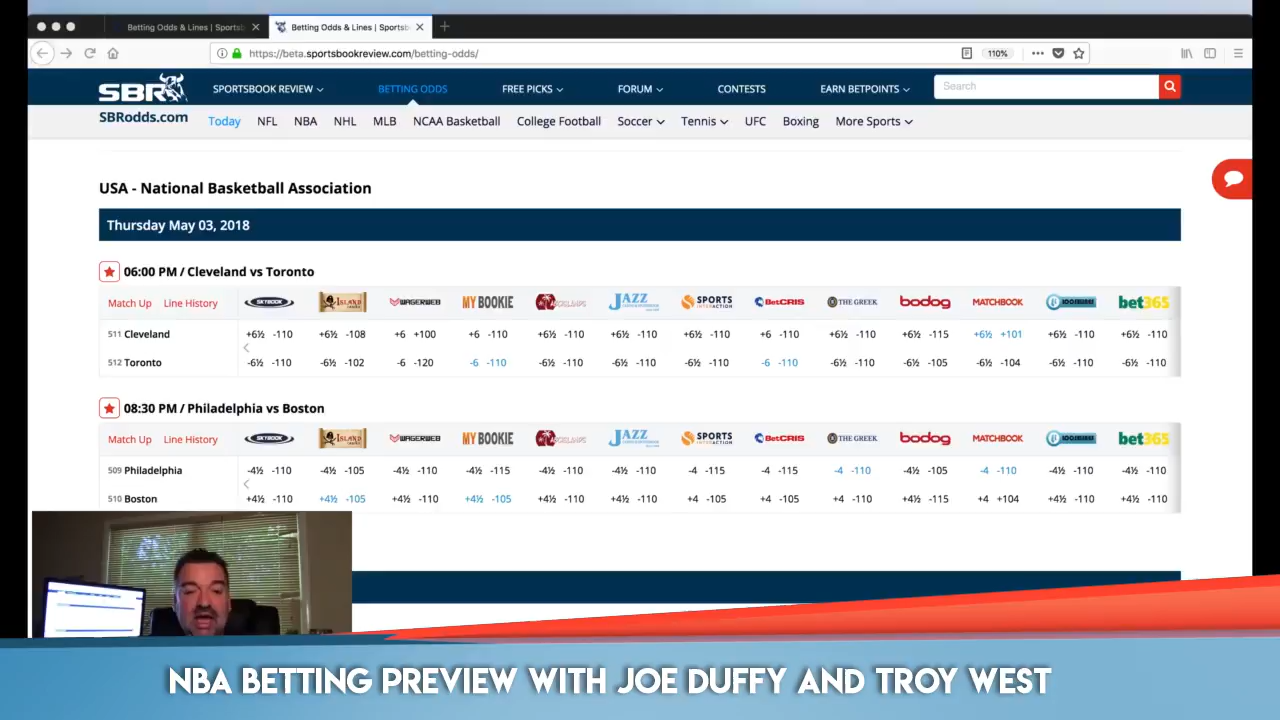 Betting Odds & Lines | Sportsb
Betting Odds & Lines | Sportsb
https://beta.sportsbookreview.com/betting-odds/
110%
SBR
SPORTSBOOK REVIEW
BETTING ODDS
FREE PICKS
FORUM
CONTESTS
EARN BETPOINTS
Search
SBRodds.com
Today NFL NBA NHL MLB NCAA Basketball College Football Soccer Tennis UFC Boxing More Sports
USA - National Basketball Association
Thursday May 03, 2018
06:00 PM / Cleveland vs Toronto
Match Up Line History SKYBOOK ISLAND WAGERWEB MY BOOKIE JAZZ SPORTS INTERACTION BetCRIS THE GREEK bodog MATCHBOOK bet365
511 Cleveland +6½ -110 +6½ -108 +6 +100 +6 -110 +6½ -110 +6½ -110 +6½ -110 +6 -110 +6½ -110 +6½ -115 +6½ +101 +6½ -110 +6½ -110
512 Toronto -6½ -110 -6½ -102 -6 -120 -6 -110 -6½ -110 -6½ -110 -6½ -110 -6 -110 -6½ -110 -6½ -105 -6½ -104 -6½ -110 -6½ -110
08:30 PM / Philadelphia vs Boston
Match Up Line History SKYBOOK ISLAND WAGERWEB MY BOOKIE JAZZ SPORTS INTERACTION BetCRIS THE GREEK bodog MATCHBOOK bet365
509 Philadelphia -4½ -110 -4½ -105 -4½ -110 -4½ -115 -4½ -110 -4½ -110 -4 -115 -4 -115 -4 -110 -4½ -105 -4 -110 -4½ -110 -4½ -110
510 Boston +4½ -110 +4½ -105 +4½ -110 +4½ -105 +4½ -110 +4½ -110 +4 -105 +4 -105 +4 -110 +4½ -115 +4 +104 +4½ -110 +4½ -110
NBA BETTING PREVIEW WITH JOE DUFFY AND TROY WEST